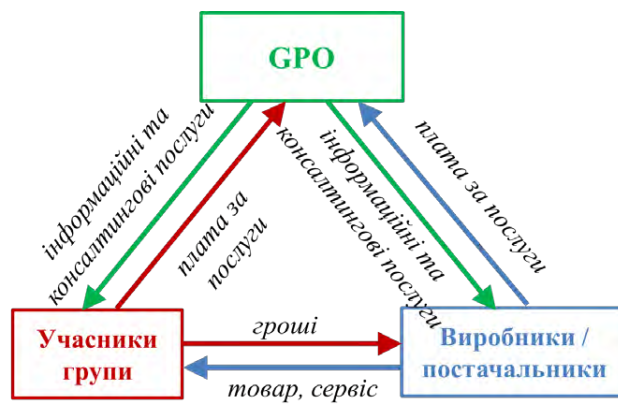 GPO
інформаційні та
консалтингові послуги
плата за
послуги
інформаційні та
консалтингові послуги
плата за послуги
Учасники
групи
гроші
товар, сервіс
Виробники /
постачальники